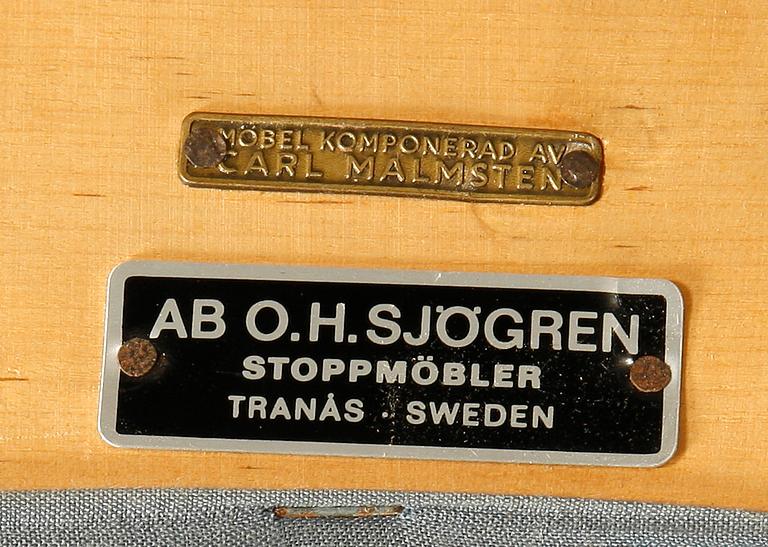 MÖBEL KOMPONERAD AV
CARL MALMSTEN
AB O.H. SJÖGREN
STOPPMÖBLER
TRANÅS · SWEDEN